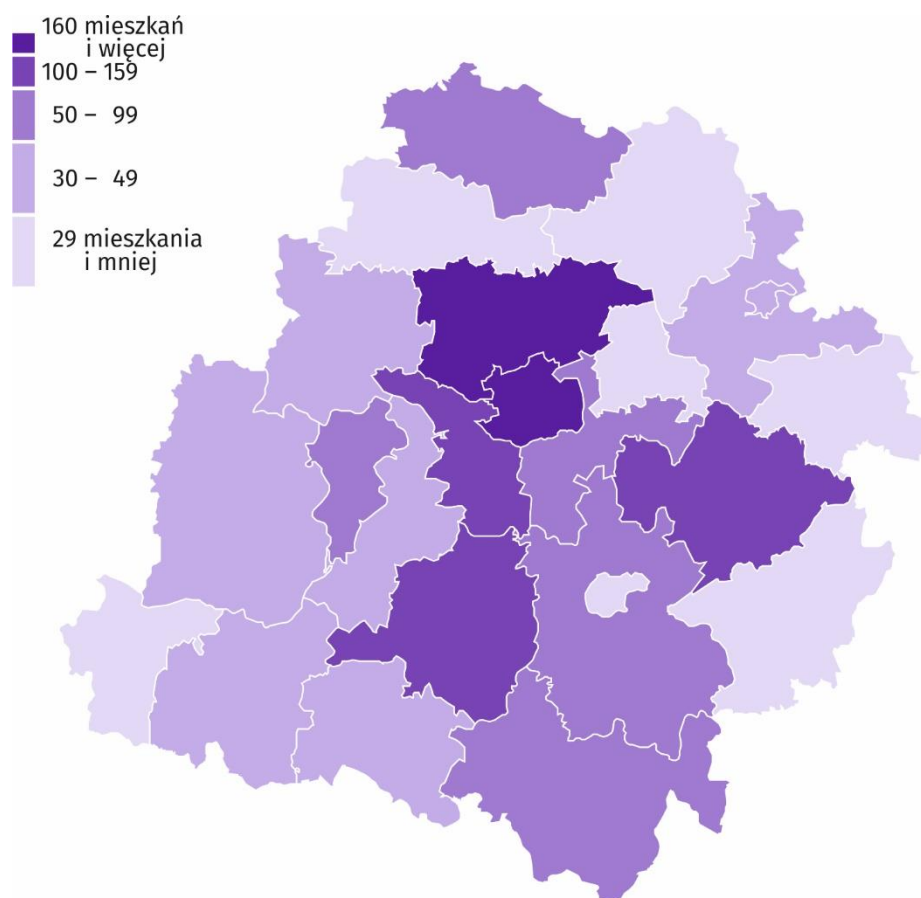 160 mieszkań
i więcej
100 – 159
50 – 99
30 – 49
29 mieszkania
i mniej